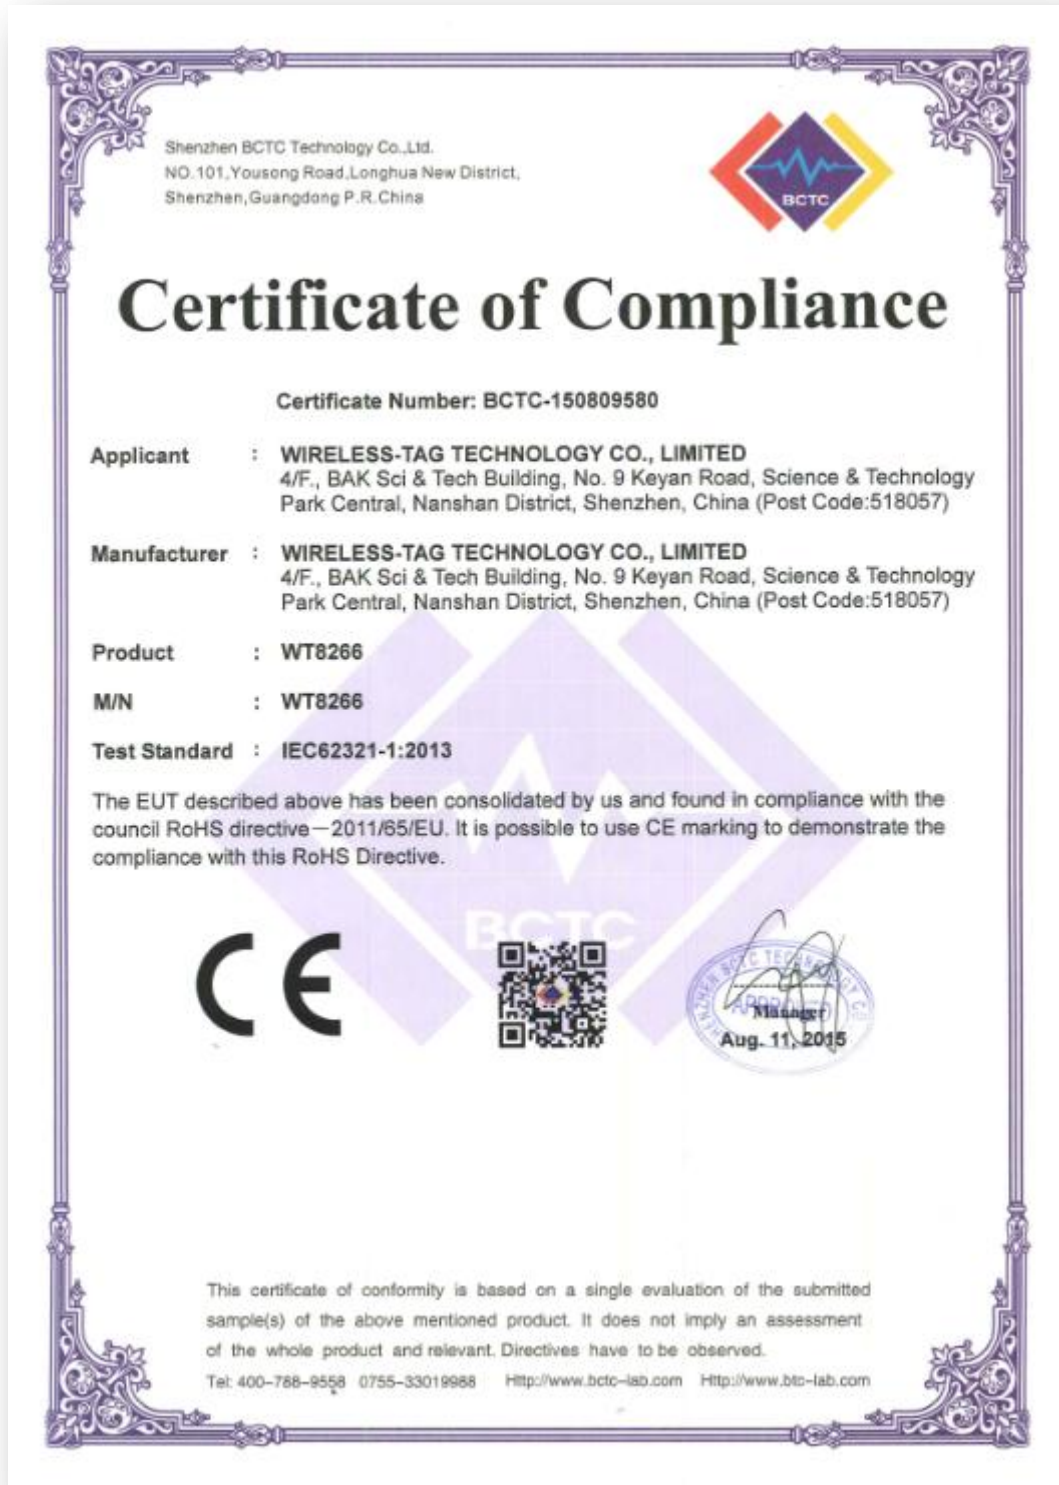 Shenzhen BCTC Technology Co.,Ltd.
NO.101,Yousong Road,Longhua New District,
Shenzhen,Guangdong P.R.China
BCTC
Certificate of Compliance
Certificate Number: BCTC-150809580
Applicant : WIRELESS-TAG TECHNOLOGY CO., LIMITED
4/F., BAK Sci & Tech Building, No. 9 Keyan Road, Science & Technology
Park Central, Nanshan District, Shenzhen, China (Post Code:518057)
Manufacturer : WIRELESS-TAG TECHNOLOGY CO., LIMITED
4/F., BAK Sci & Tech Building, No. 9 Keyan Road, Science & Technology
Park Central, Nanshan District, Shenzhen, China (Post Code:518057)
Product : WT8266
M/N : WT8266
Test Standard : IEC62321-1:2013
The EUT described above has been consolidated by us and found in compliance with the
council RoHS directive—2011/65/EU. It is possible to use CE marking to demonstrate the
compliance with this RoHS Directive.
BCTC
CE
SHENZHEN BCTC TECHNOLOGY CO
APPROVED
Manager
Aug. 11, 2015
This certificate of conformity is based on a single evaluation of the submitted
sample(s) of the above mentioned product. It does not imply an assessment
of the whole product and relevant. Directives have to be observed.
Tel: 400-788-9558 0755-33019988 Http://www.bctc-lab.com Http://www.btc-lab.com